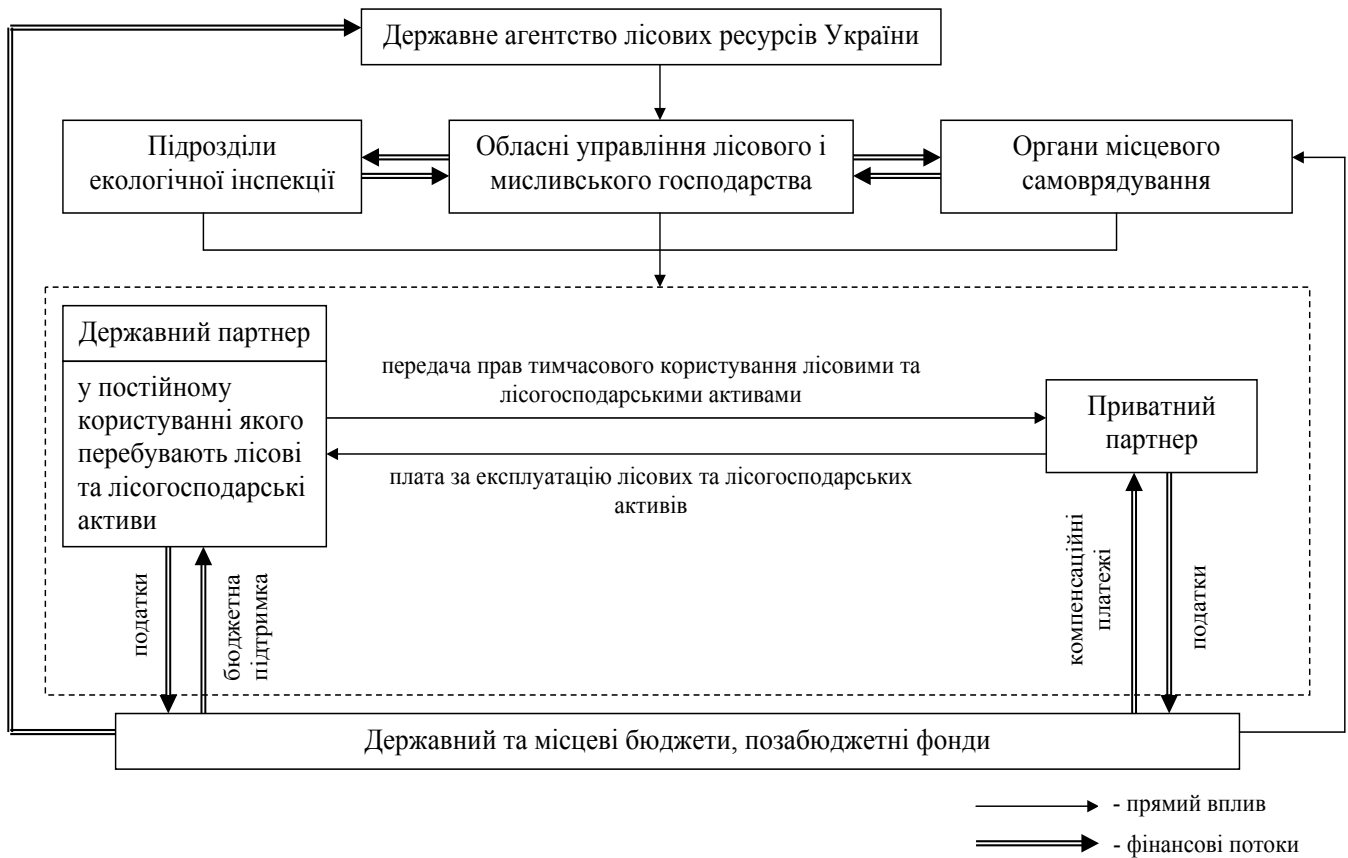 Державне агентство лісових ресурсів України
Підрозділи
екологічної інспекції
Обласні управління лісового і
мисливського господарства
Органи місцевого
самоврядування
Державний партнер
у постійному
користуванні якого
перебувають лісові
та лісогосподарські
активи
передача прав тимчасового користування лісовими та
лісогосподарськими активами
плата за експлуатацію лісових та лісогосподарських
активів
Приватний
партнер
податки
бюджетна
підтримка
компенсаційні
платежі
податки
Державний та місцеві бюджети, позабюджетні фонди
- прямий вплив
- фінансові потоки